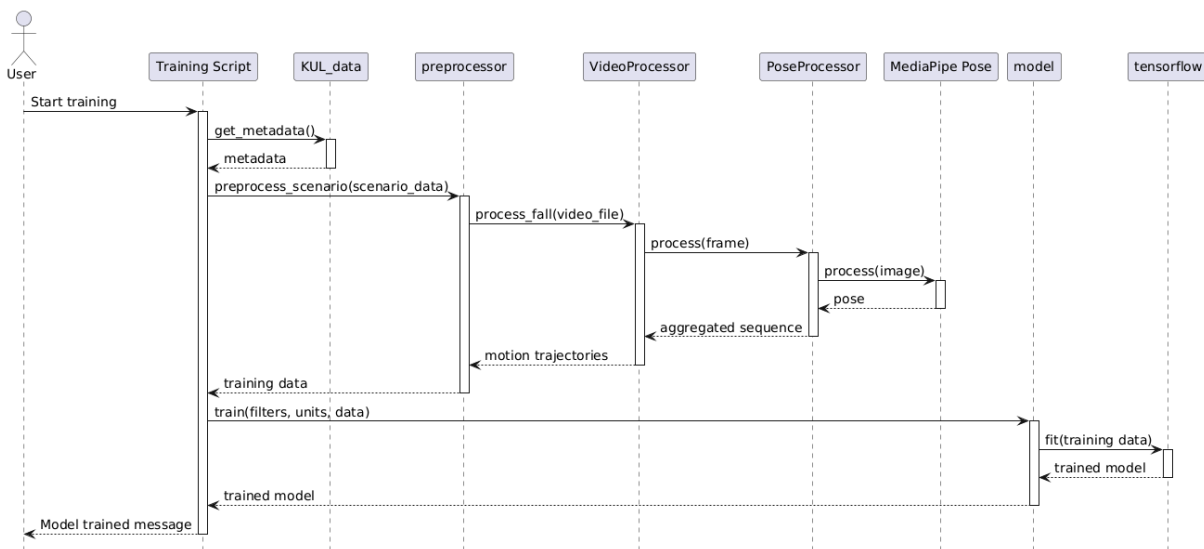 User
Training Script
KUL_data
preprocessor
VideoProcessor
PoseProcessor
MediaPipe Pose
model
tensorflow
Start training
get_metadata()
metadata
preprocess_scenario(scenario_data)
process_fall(video_file)
process(frame)
process(image)
pose
aggregated sequence
motion trajectories
training data
train(filters, units, data)
fit(training data)
trained model
trained model
Model trained message